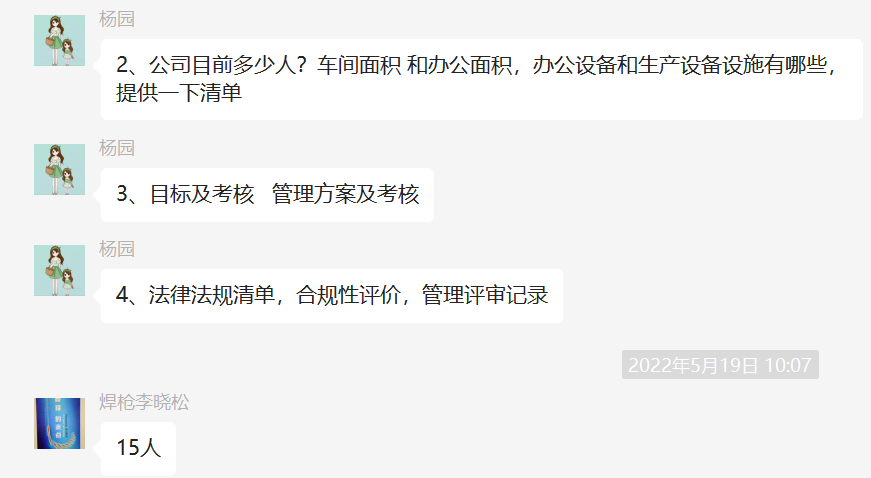 杨园
2、公司目前多少人？车间面积 和办公面积，办公设备和生产设备设施有哪些，
提供一下清单
杨园
3、目标及考核   管理方案及考核
杨园
4、法律法规清单，合规性评价，管理评审记录
2022年5月19日 10:07
焊枪李晓松
15人